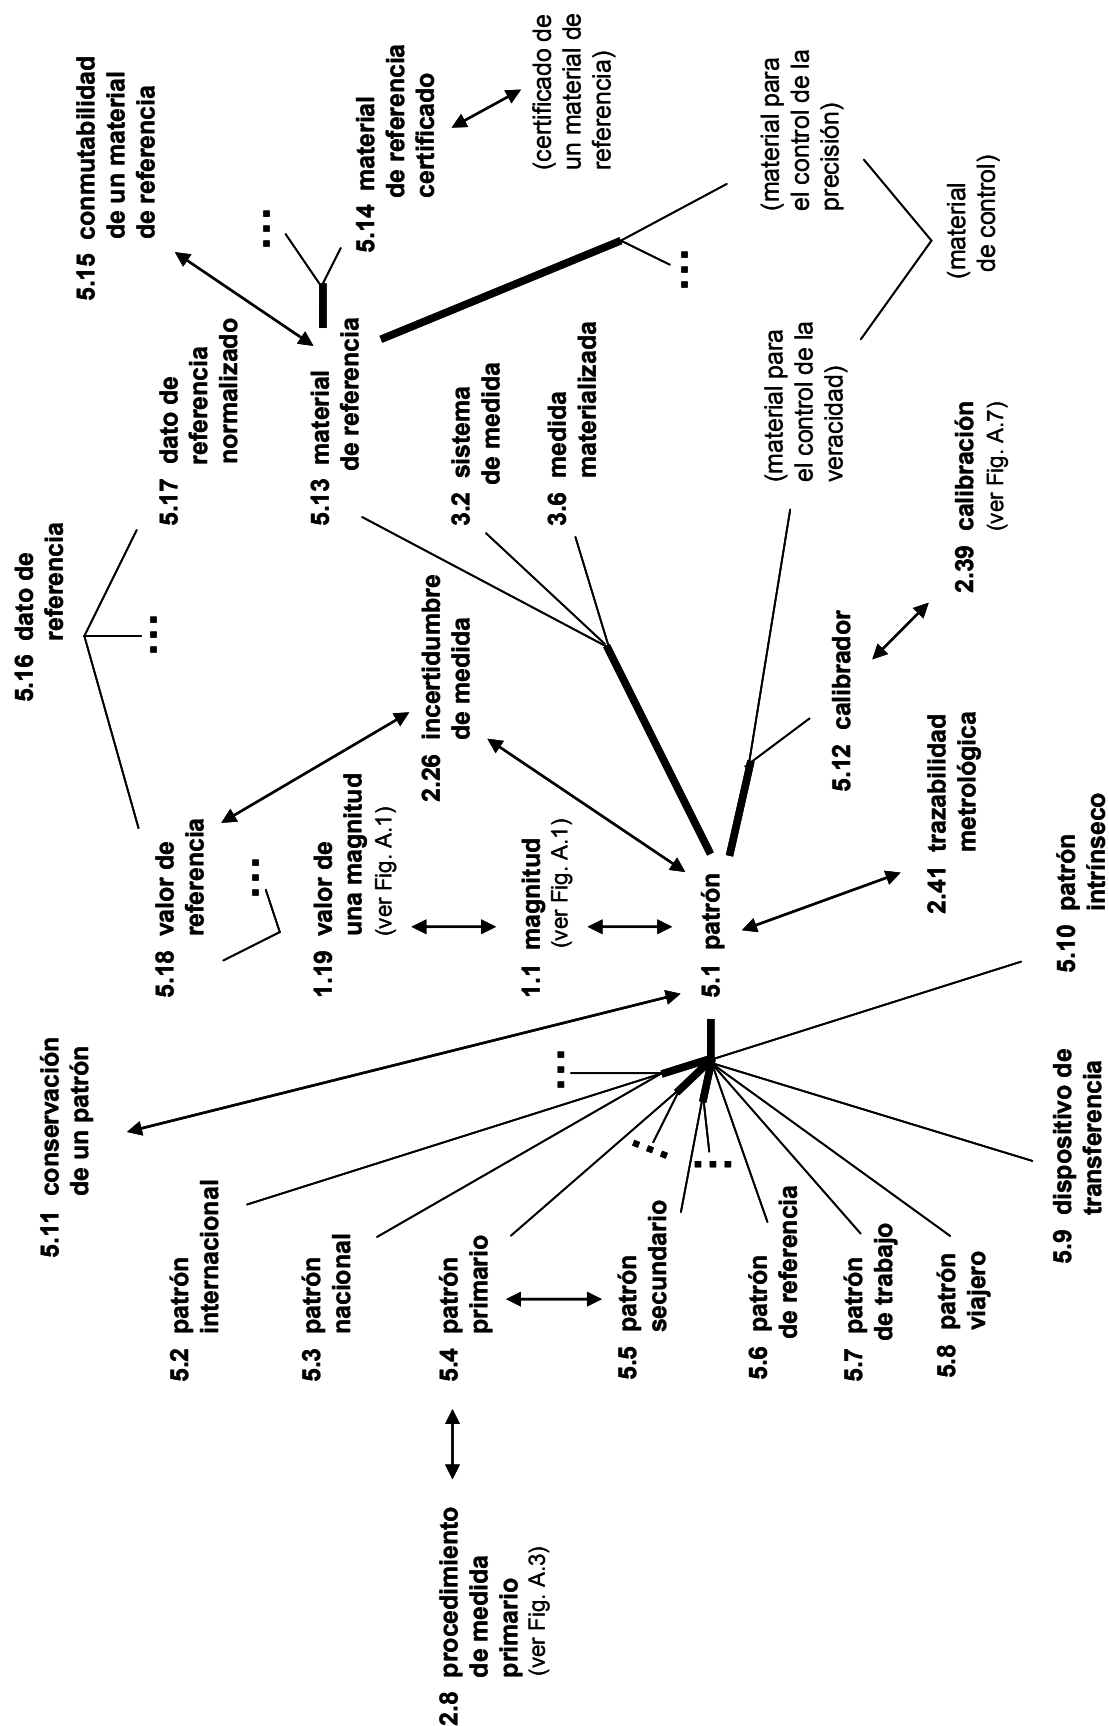 5.15 conmutabilidad
de un material
de referencia
...
5.14 material
de referencia
certificado
(certificado de
un material de
referencia)
5.16 dato de
referencia
...
5.17 dato de
referencia
normalizado
5.13 material
de referencia
...
(material para
el control de la
precisión)
3.2 sistema
de medida
3.6 medida
materializada
(material para
el control de la
veracidad)
(material
de control)
5.18 valor de
referencia
...
1.19 valor de
una magnitud
(ver Fig. A.1)
2.26 incertidumbre
de medida
1.1 magnitud
(ver Fig. A.1)
5.1 patrón
5.12 calibrador
2.39 calibración
(ver Fig. A.7)
2.41 trazabilidad
metrológica
5.11 conservación
de un patrón
...
...
...
5.10 patrón
intrínseco
5.2 patrón
internacional
5.3 patrón
nacional
5.4 patrón
primario
5.5 patrón
secundario
5.6 patrón
de referencia
5.7 patrón
de trabajo
5.8 patrón
viajero
5.9 dispositivo de
transferencia
2.8 procedimiento
de medida
primario
(ver Fig. A.3)